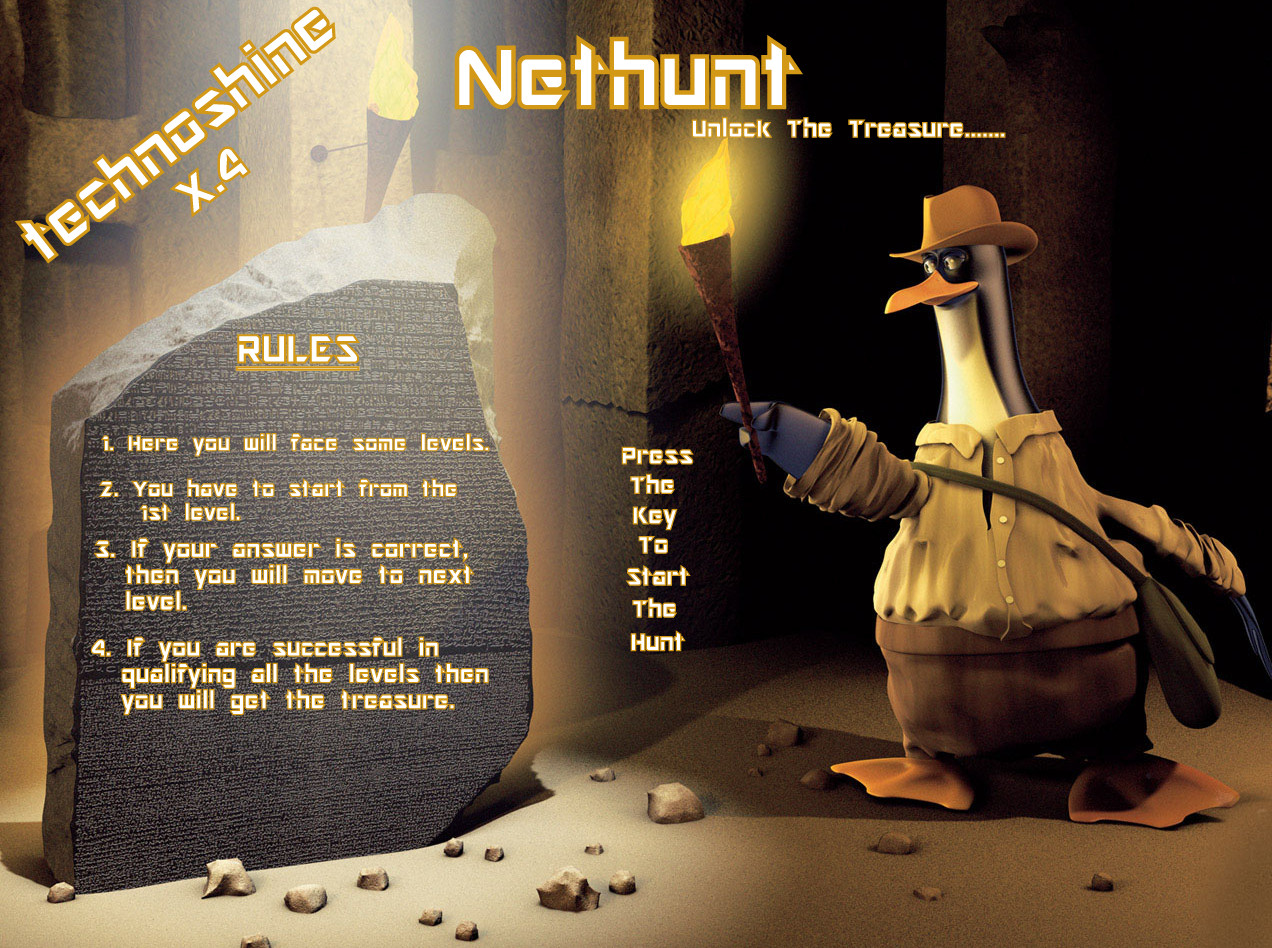 technoshine
X.4
Nethunt
Unlock The Treasure.......
RULES
1. Here you will face some levels.
2. You have to start from the
1st level.
3. If your answer is correct,
then you will move to next
level.
4. If you are successful in
qualifying all the levels then
you will get the treasure.
Press
The
Key
To
Start
The
Hunt